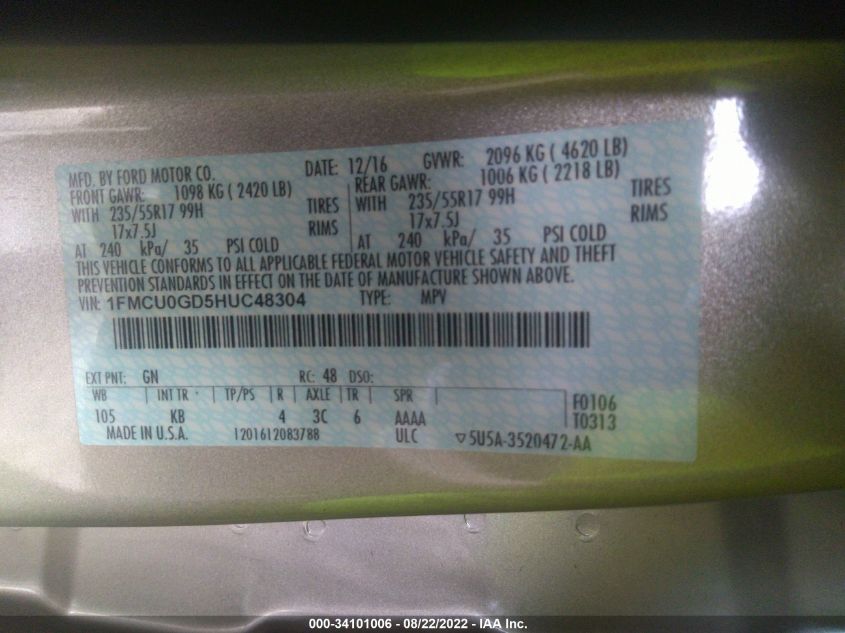 MFD. BY FORD MOTOR CO. DATE: 12/16 GVWR: 2096 KG ( 4620 LB)
FRONT GAWR: 1098 KG ( 2420 LB) REAR GAWR: 1006 KG ( 2218 LB)
WITH 235/55R17 99H TIRES WITH 235/55R17 99H TIRES
17x7.5J RIMS 17x7.5J RIMS
AT 240 kPa/ 35 PSI COLD AT 240 kPa/ 35 PSI COLD
THIS VEHICLE CONFORMS TO ALL APPLICABLE FEDERAL MOTOR VEHICLE SAFETY AND THEFT
PREVENTION STANDARDS IN EFFECT ON THE DATE OF MANUFACTURE SHOWN ABOVE.
VIN: 1FMCU0GD5HUC48304 TYPE: MPV
EXT PNT: GN RC: 48 DSO:
WB INT TR TP/PS R AXLE TR SPR F0106
105 KB 4 3C 6 AAAA T0313
MADE IN U.S.A. 1201612083788 ULC ▽5U5A-3520472-AA
000-34101006 - 08/22/2022 - IAA Inc.